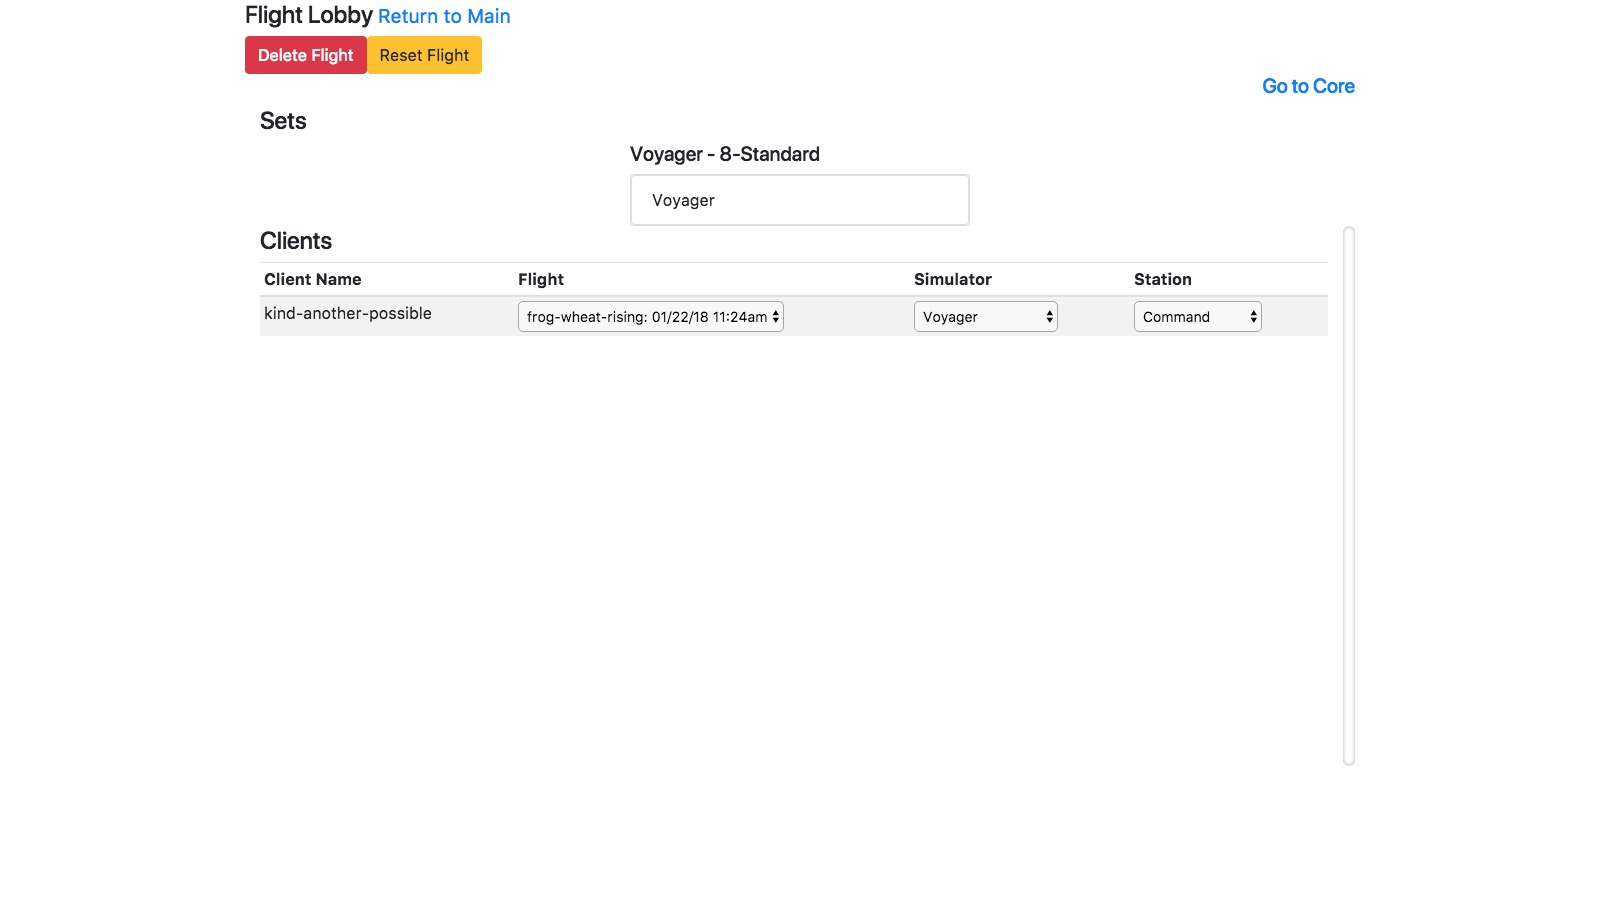 Flight Lobby Return to Main
Delete Flight Reset Flight
Go to Core
Sets
Voyager - 8-Standard
Voyager
Clients
Client Name Flight Simulator Station
kind-another-possible frog-wheat-rising: 01/22/18 11:24am Voyager Command